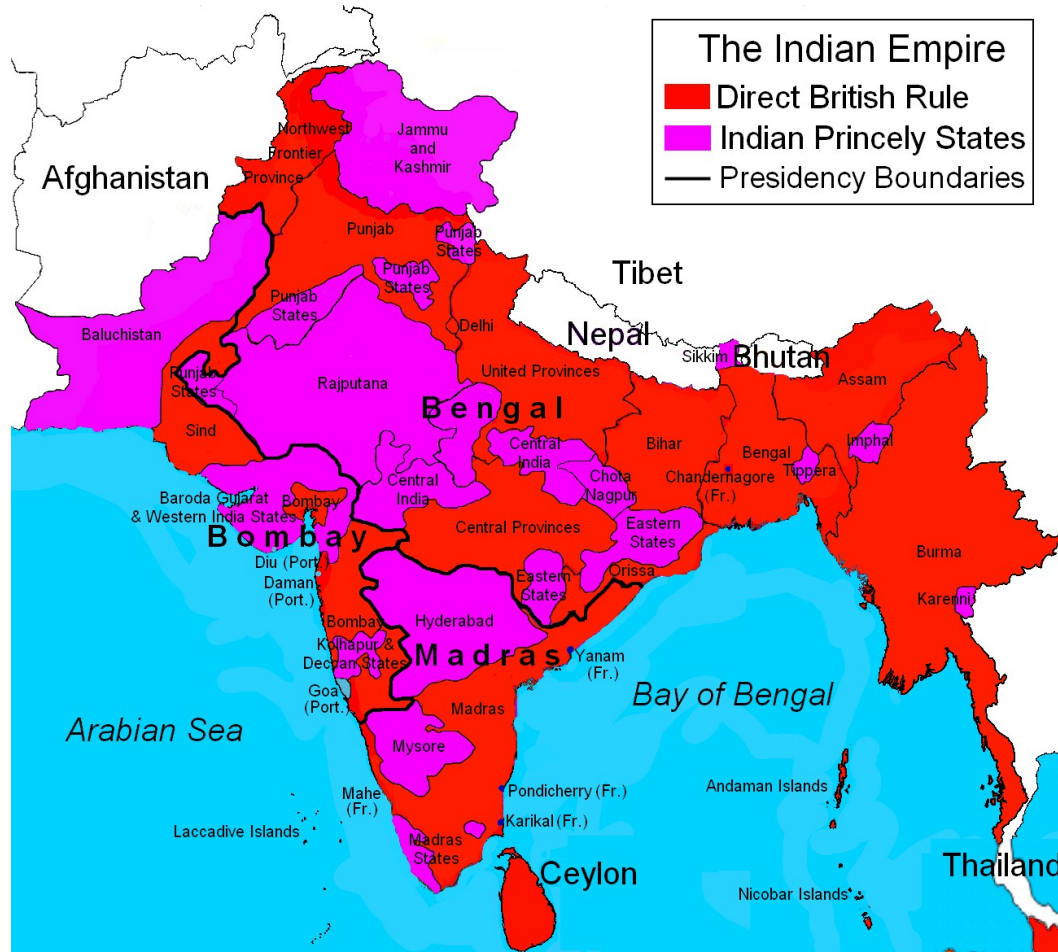 The Indian Empire
Direct British Rule
Indian Princely States
Presidency Boundaries
Afghanistan
Northwest
Frontier
Province
Jammu
and
Kashmir
Punjab
Punjab
States
Punjab
States
Punjab
States
Tibet
Baluchistan
Delhi
Nepal
Sikkim
Bhutan
Rajputana
United Provinces
Punjab
States
Assam
Bengal
Sind
Central
India
Bihar
Bengal
Imphal
Chandernagore
(Fr.)
Tippera
Chota
Nagpur
Central
India
Baroda Gujarat
& Western India States
Bombay
Bombay
Central Provinces
Eastern
States
Burma
Diu (Port.
Daman
(Port.)
Eastern
States
Orissa
Karenni
Bombay
Hyderabad
Kolhapur &
Deccan States
Madras
Yanam
(Fr.)
Goa
(Port.)
Madras
Bay of Bengal
Arabian Sea
Mysore
Mahe
(Fr.)
Pondicherry (Fr.)
Andaman Islands
Karikal (Fr.)
Laccadive Islands
Madras
States
Ceylon
Thailand
Nicobar Islands